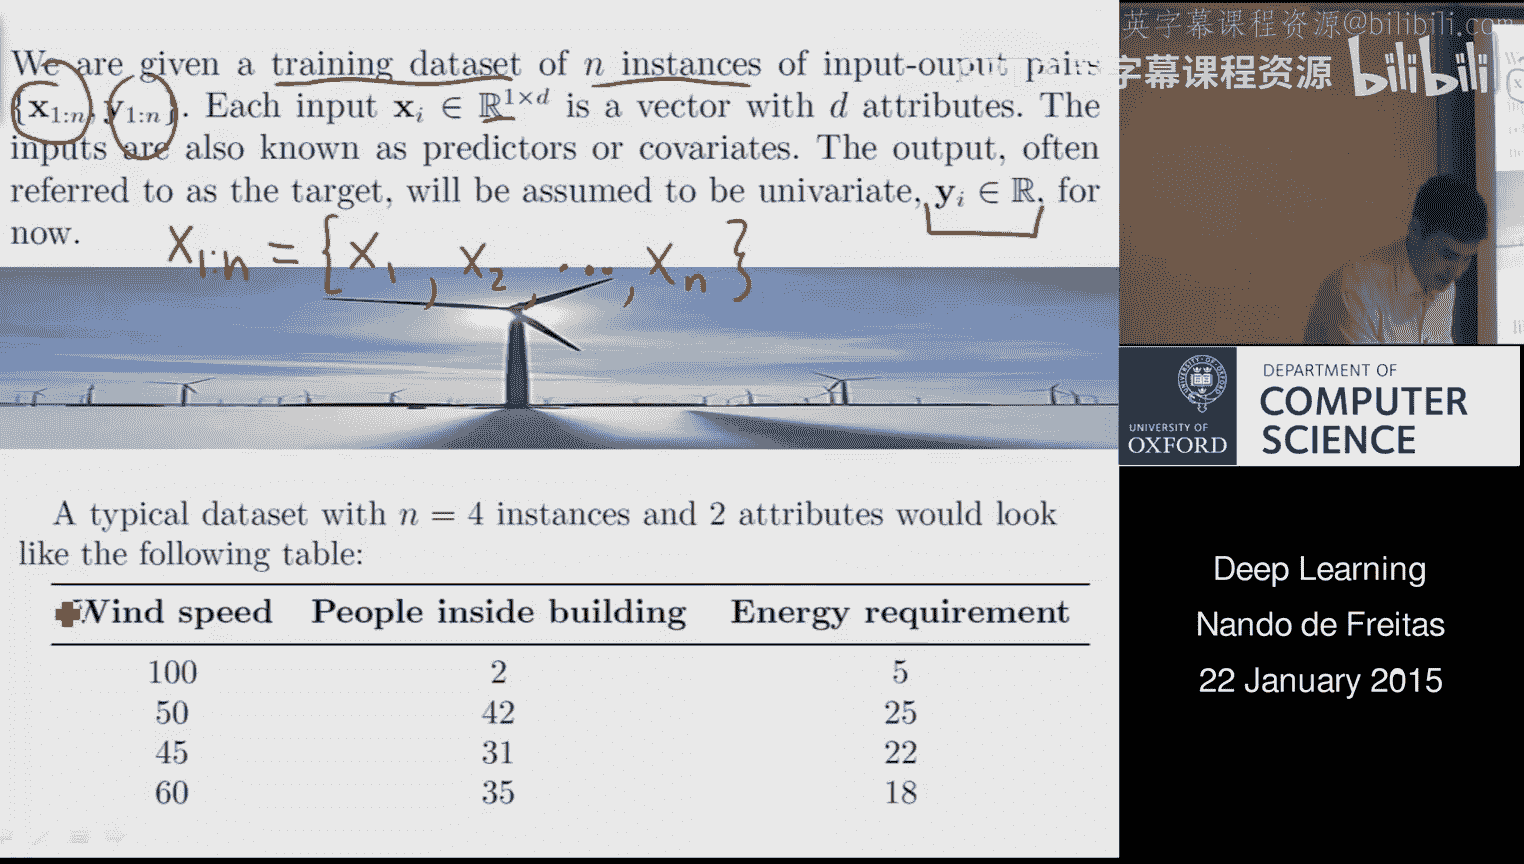 We are given a training dataset of n instances of input-ouput pairs
{x1:n, y1:n}. Each input xi ∈ ℝ1×d is a vector with d attributes. The
inputs are also known as predictors or covariates. The output, often
referred to as the target, will be assumed to be univariate, yi ∈ ℝ, for
now.
X1:n = {X1, X2, ..., Xn}
A typical dataset with n = 4 instances and 2 attributes would look
like the following table:
Wind speed People inside building Energy requirement
100 2 5
50 42 25
45 31 22
60 35 18
英字幕课程资源@bilibili.com
字幕课程资源 bilibili
UNIVERSITY OF
OXFORD
DEPARTMENT OF
COMPUTER
SCIENCE
Deep Learning
Nando de Freitas
22 January 2015